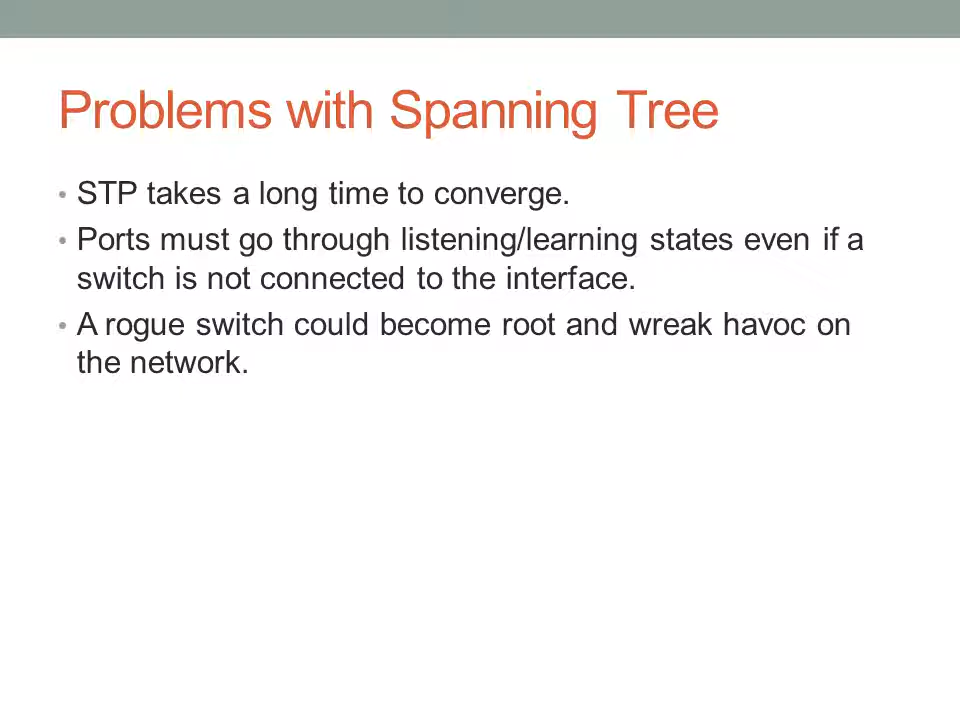 Problems with Spanning Tree
• STP takes a long time to converge.
• Ports must go through listening/learning states even if a
switch is not connected to the interface.
• A rogue switch could become root and wreak havoc on
the network.